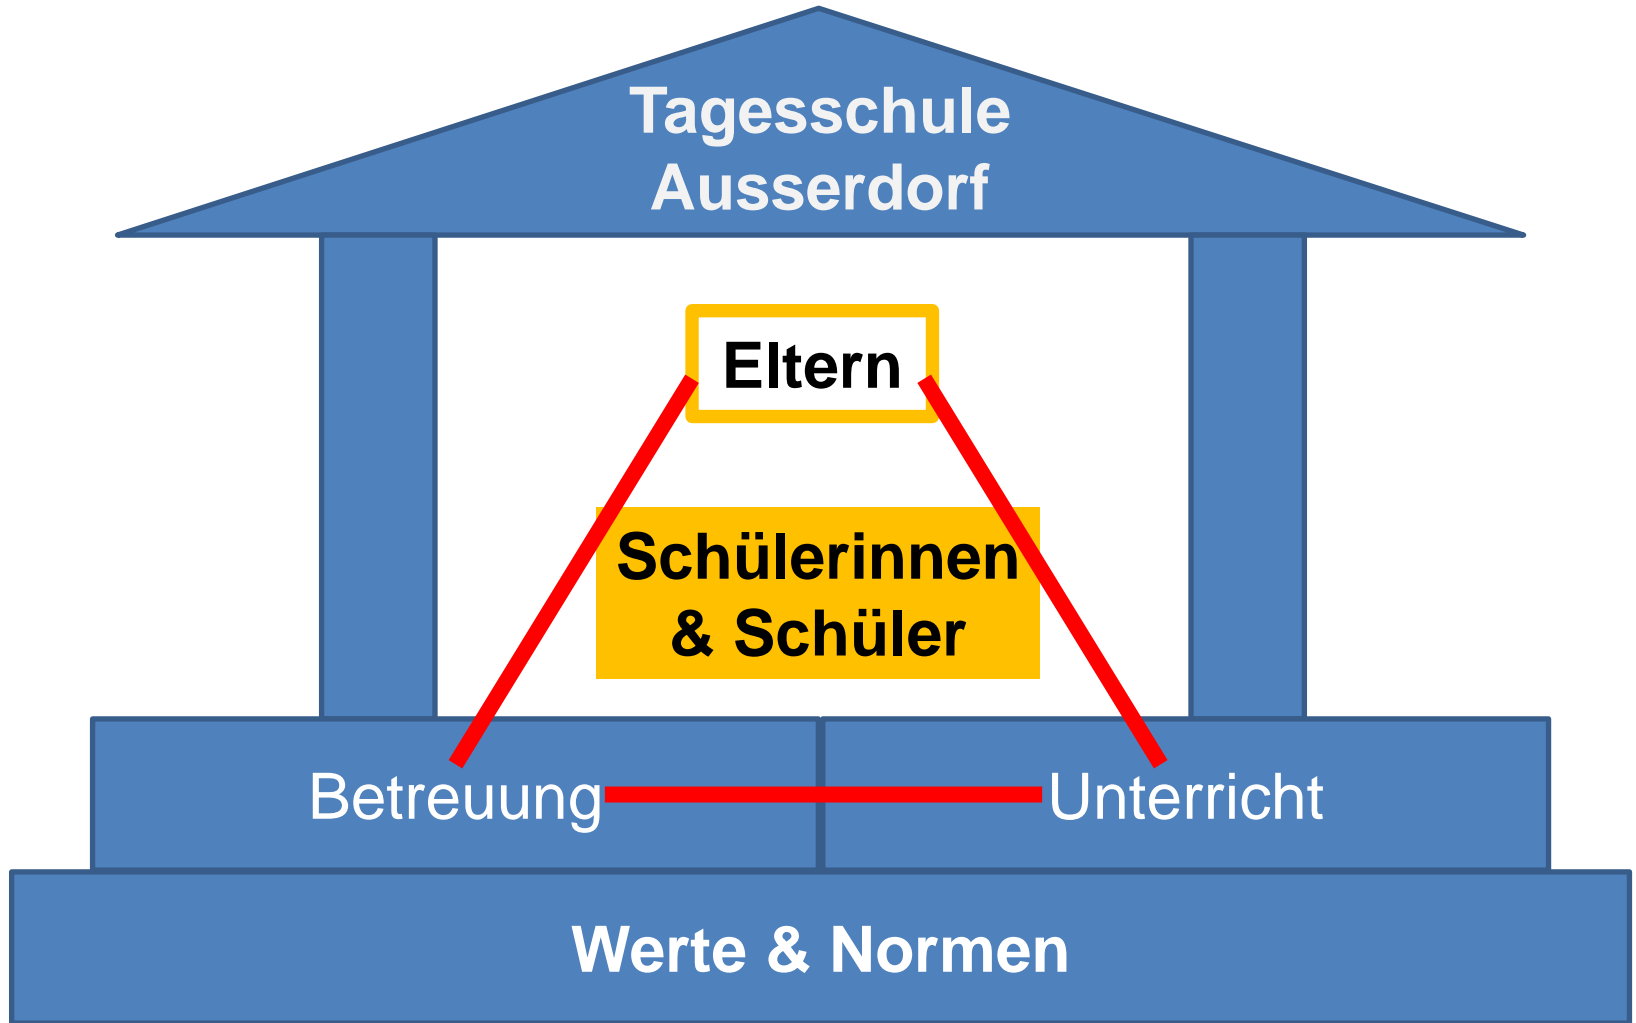 Tagesschule
Ausserdorf
Eltern
Schülerinnen
& Schüler
Betreuung
Unterricht
Werte & Normen